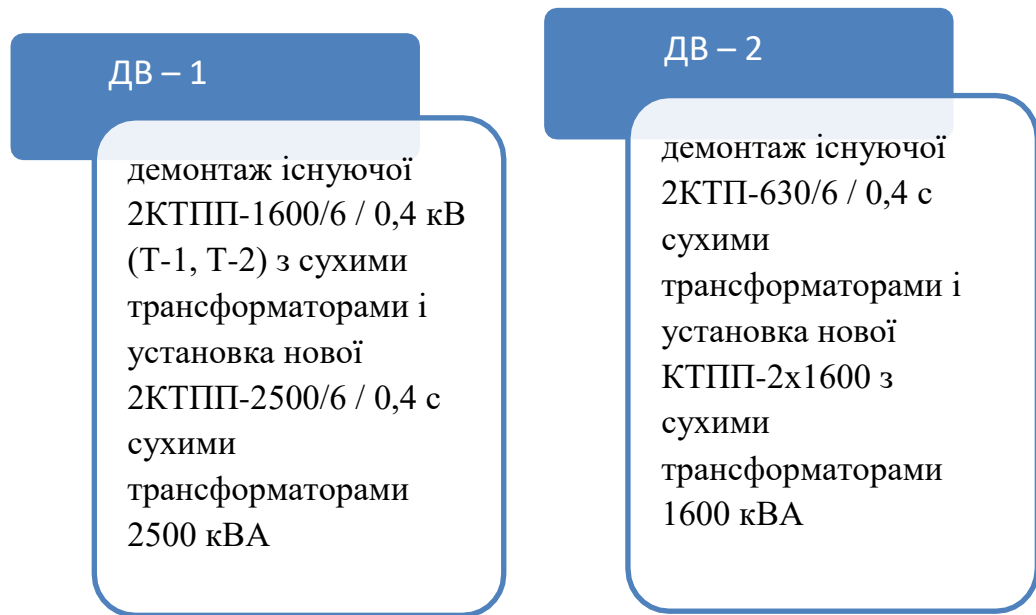 ДВ – 1
демонтаж існуючої
2КТПП-1600/6 / 0,4 кВ
(Т-1, Т-2) з сухими
трансформаторами і
установка нової
2КТПП-2500/6 / 0,4 с
сухими
трансформаторами
2500 кВА
ДВ – 2
демонтаж існуючої
2КТП-630/6 / 0,4 с
сухими
трансформаторами і
установка нової
КТПП-2х1600 з
сухими
трансформаторами
1600 кВА